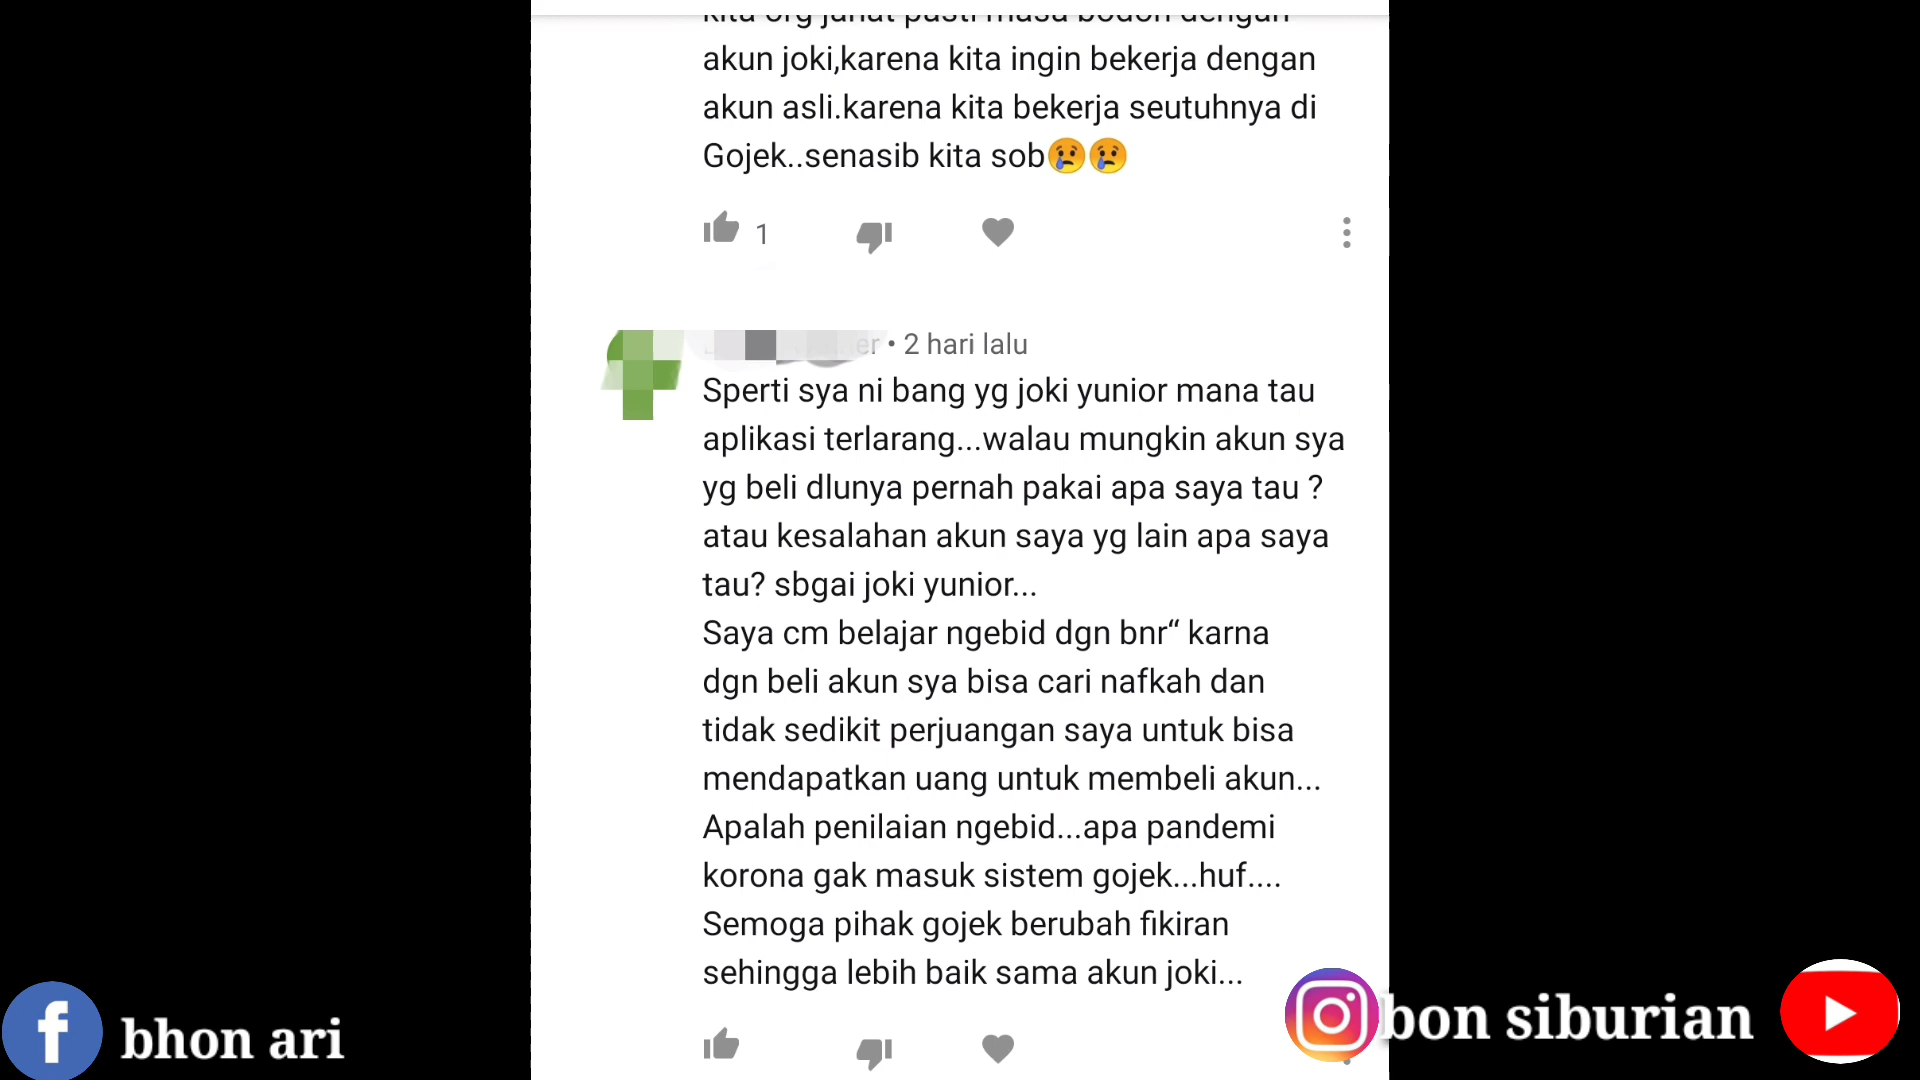 akun joki,karena kita ingin bekerja dengan
akun asli.karena kita bekerja seutuhnya di
Gojek..senasib kita sob😢😢
1
• 2 hari lalu
Sperti sya ni bang yg joki yunior mana tau
aplikasi terlarang...walau mungkin akun sya
yg beli dlunya pernah pakai apa saya tau ?
atau kesalahan akun saya yg lain apa saya
tau? sbgai joki yunior...
Saya cm belajar ngebid dgn bnr“ karna
dgn beli akun sya bisa cari nafkah dan
tidak sedikit perjuangan saya untuk bisa
mendapatkan uang untuk membeli akun...
Apalah penilaian ngebid...apa pandemi
korona gak masuk sistem gojek...huf....
Semoga pihak gojek berubah fikiran
sehingga lebih baik sama akun joki...
bhon ari
bon siburian